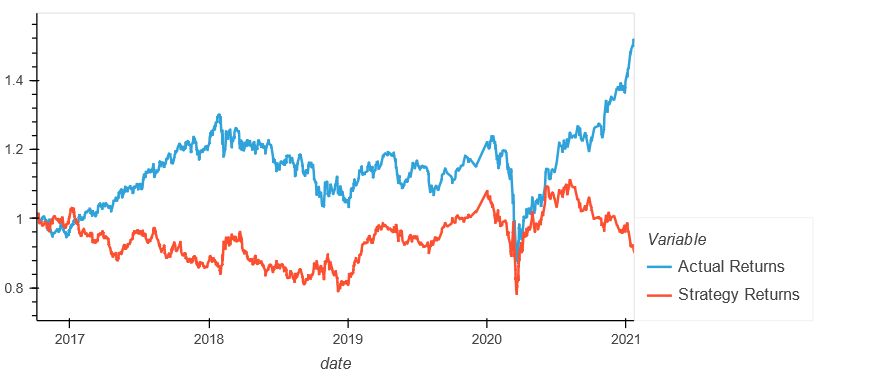 1.4
1.2
1
0.8
2017 2018 2019 2020 2021
date
Variable
Actual Returns
Strategy Returns